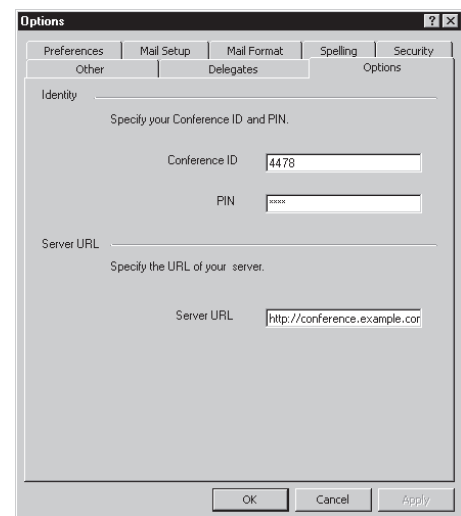 Options
Preferences Mail Setup Mail Format Spelling Security
Other Delegates Options
Identity
Specify your Conference ID and PIN.
Conference ID 4478
PIN ××××
Server URL
Specify the URL of your server.
Server URL http://conference.example.cor
OK Cancel Apply